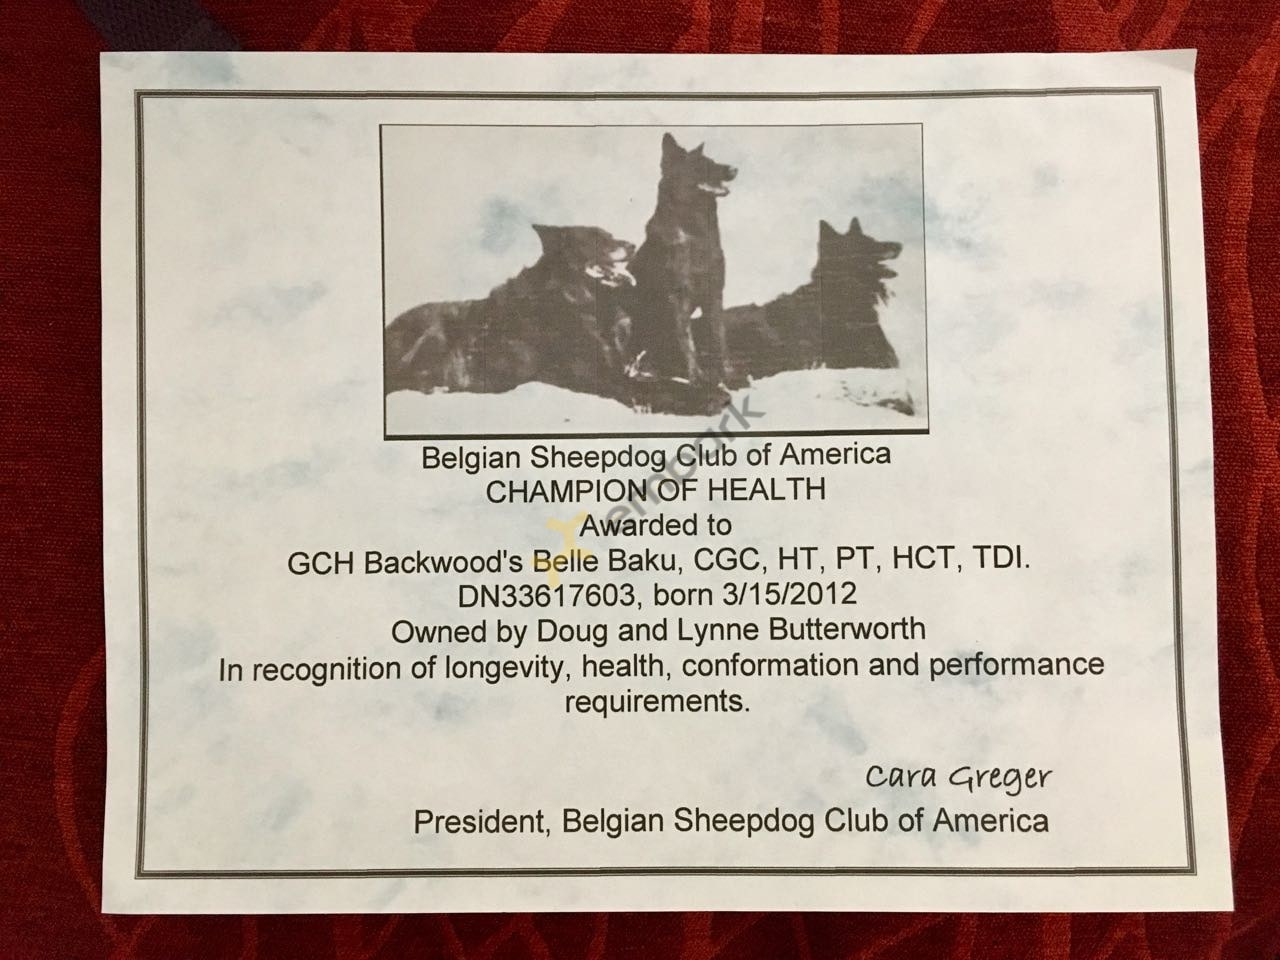 Belgian Sheepdog Club of America
CHAMPION OF HEALTH
Awarded to
GCH Backwood's Belle Baku, CGC, HT, PT, HCT, TDI.
DN33617603, born 3/15/2012
Owned by Doug and Lynne Butterworth
In recognition of longevity, health, conformation and performance
requirements.
Cara Greger
President, Belgian Sheepdog Club of America
embark